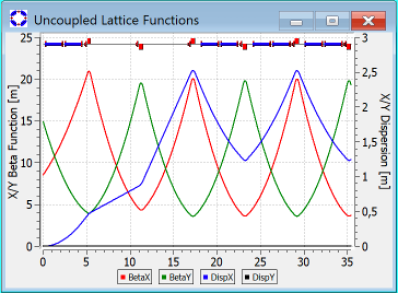 Uncoupled Lattice Functions
25
20
15
10
5
0
X/Y Beta Function [m]
3
2,5
2
1,5
1
0,5
0
X/Y Dispersion [m]
0 5 10 15 20 25 30 35
BetaX BetaY DispX DispY